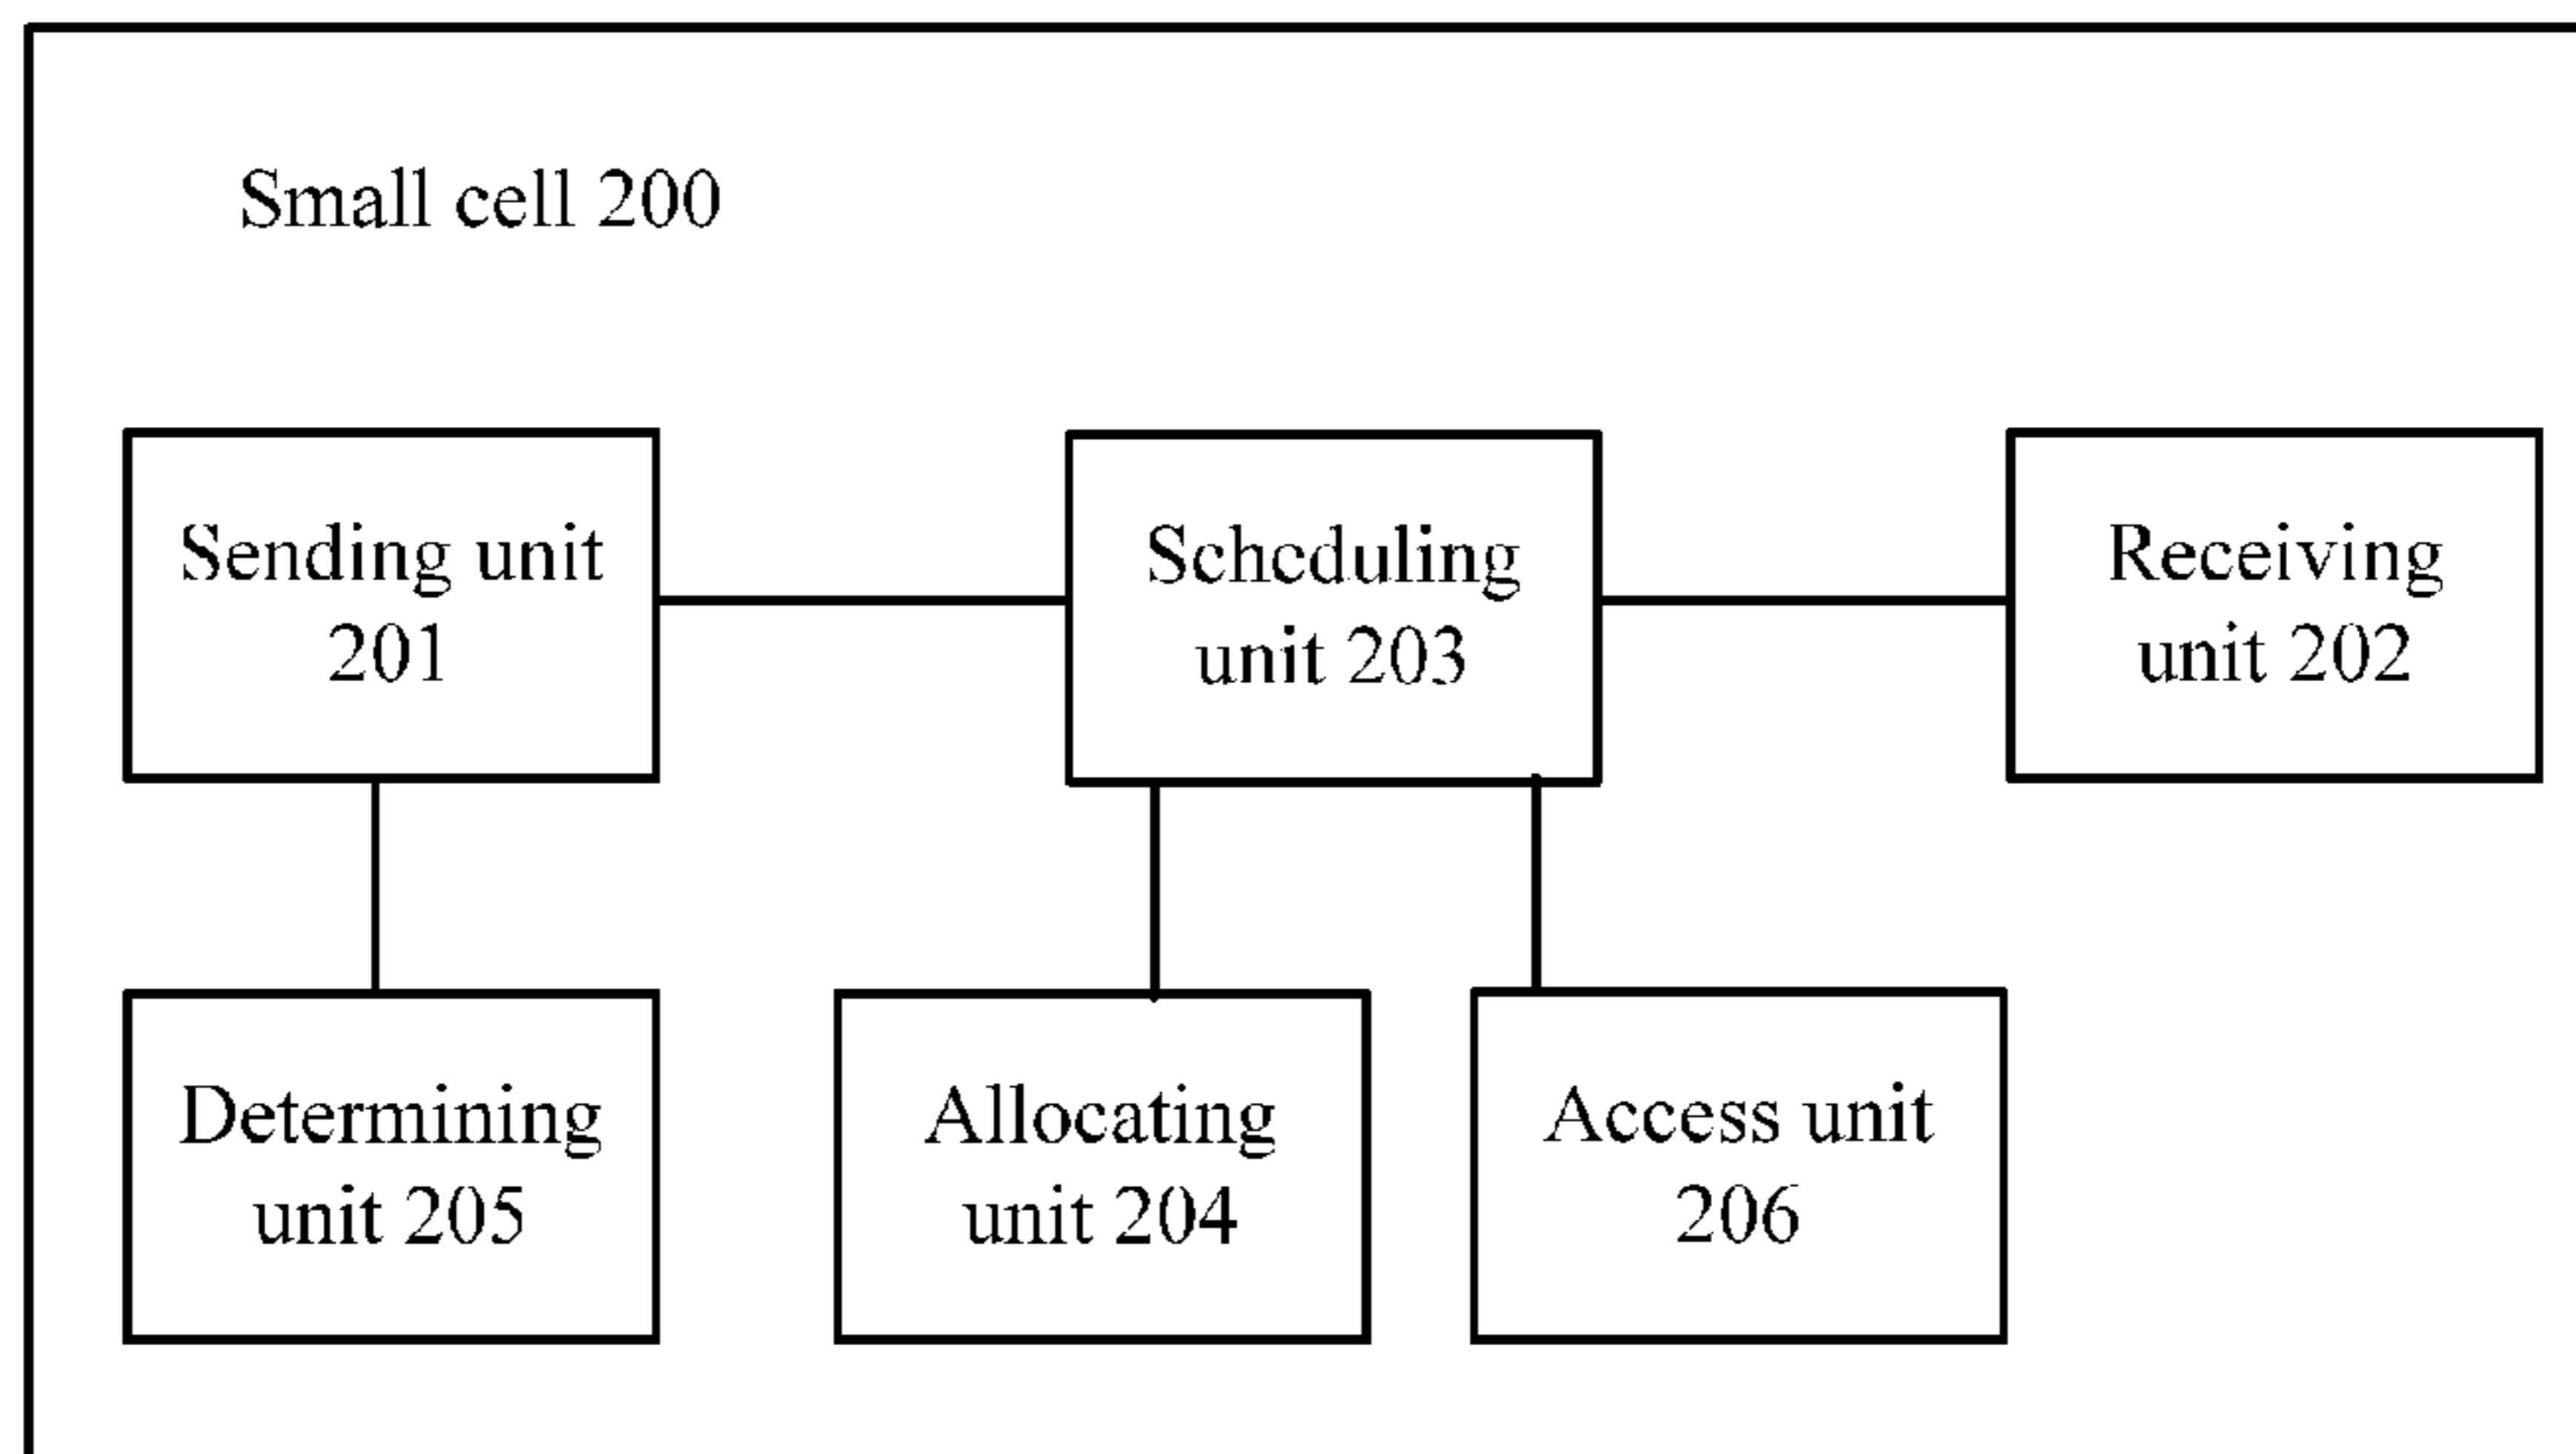 Small cell 200
Sending unit
201
Scheduling
unit 203
Receiving
unit 202
Determining
unit 205
Allocating
unit 204
Access unit
206